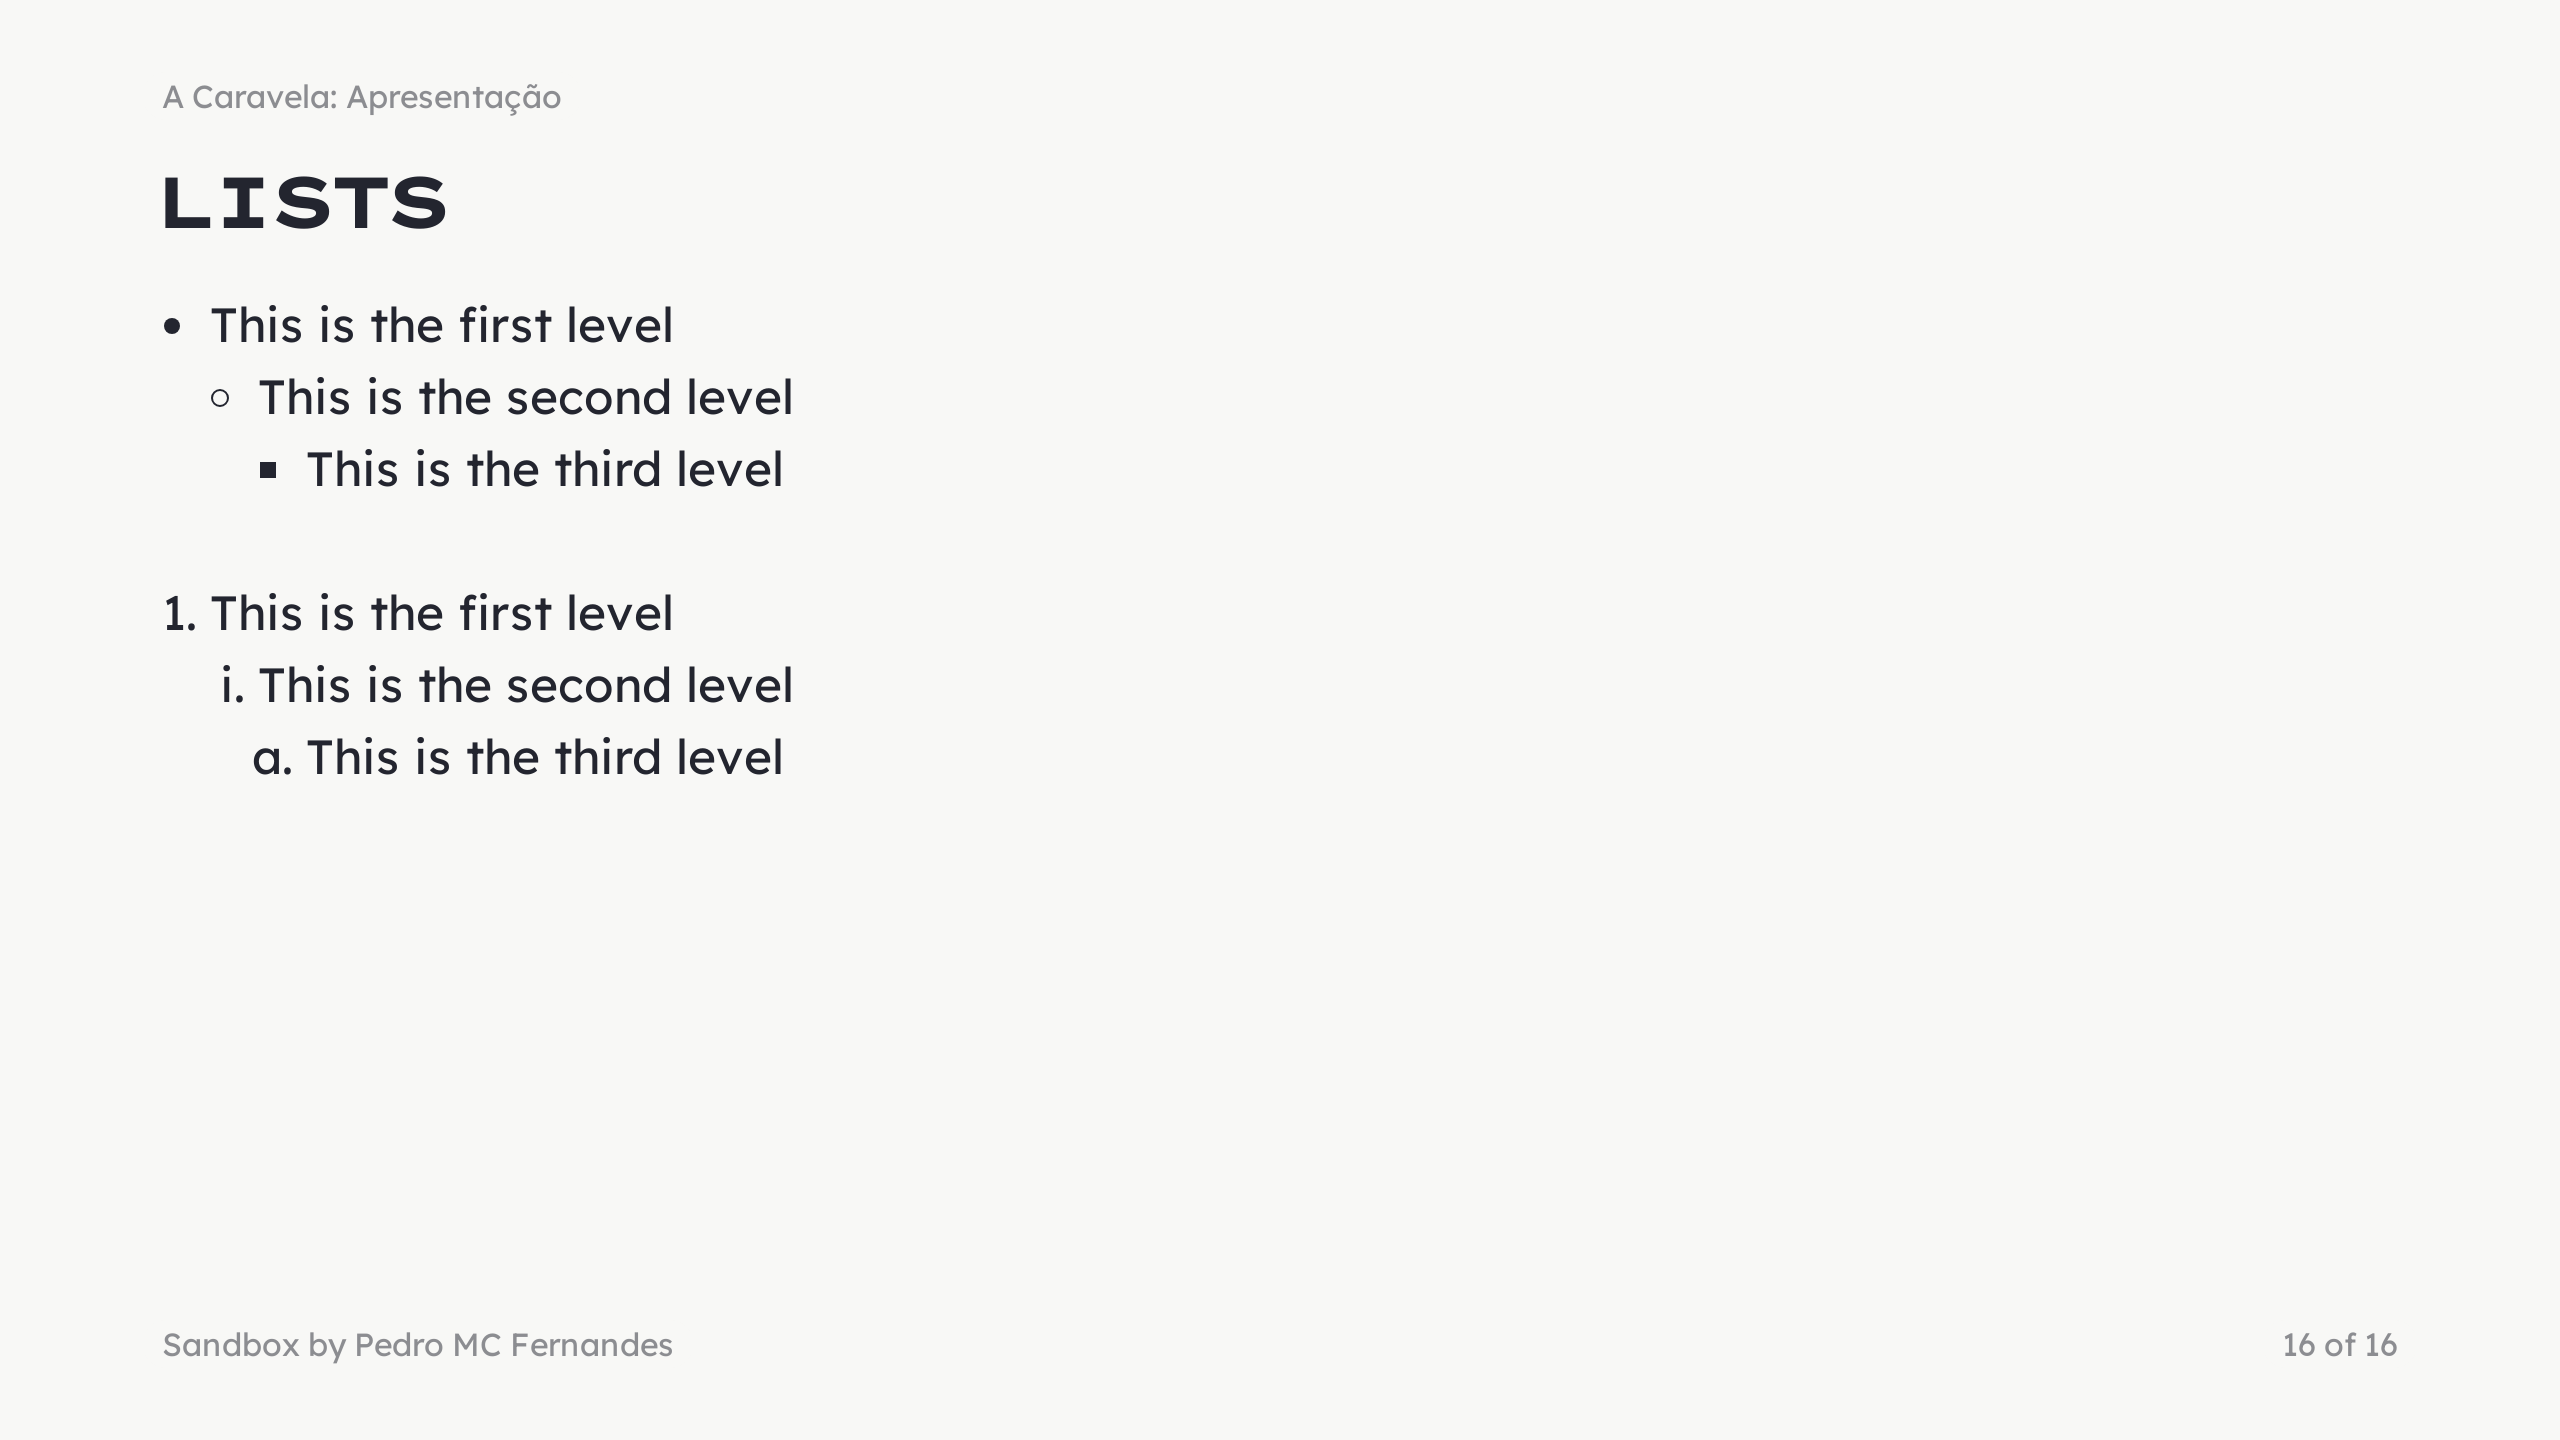 A Caravela: Apresentação
LISTS
• This is the first level
○ This is the second level
▪ This is the third level
1. This is the first level
i. This is the second level
a. This is the third level
Sandbox by Pedro MC Fernandes
16 of 16